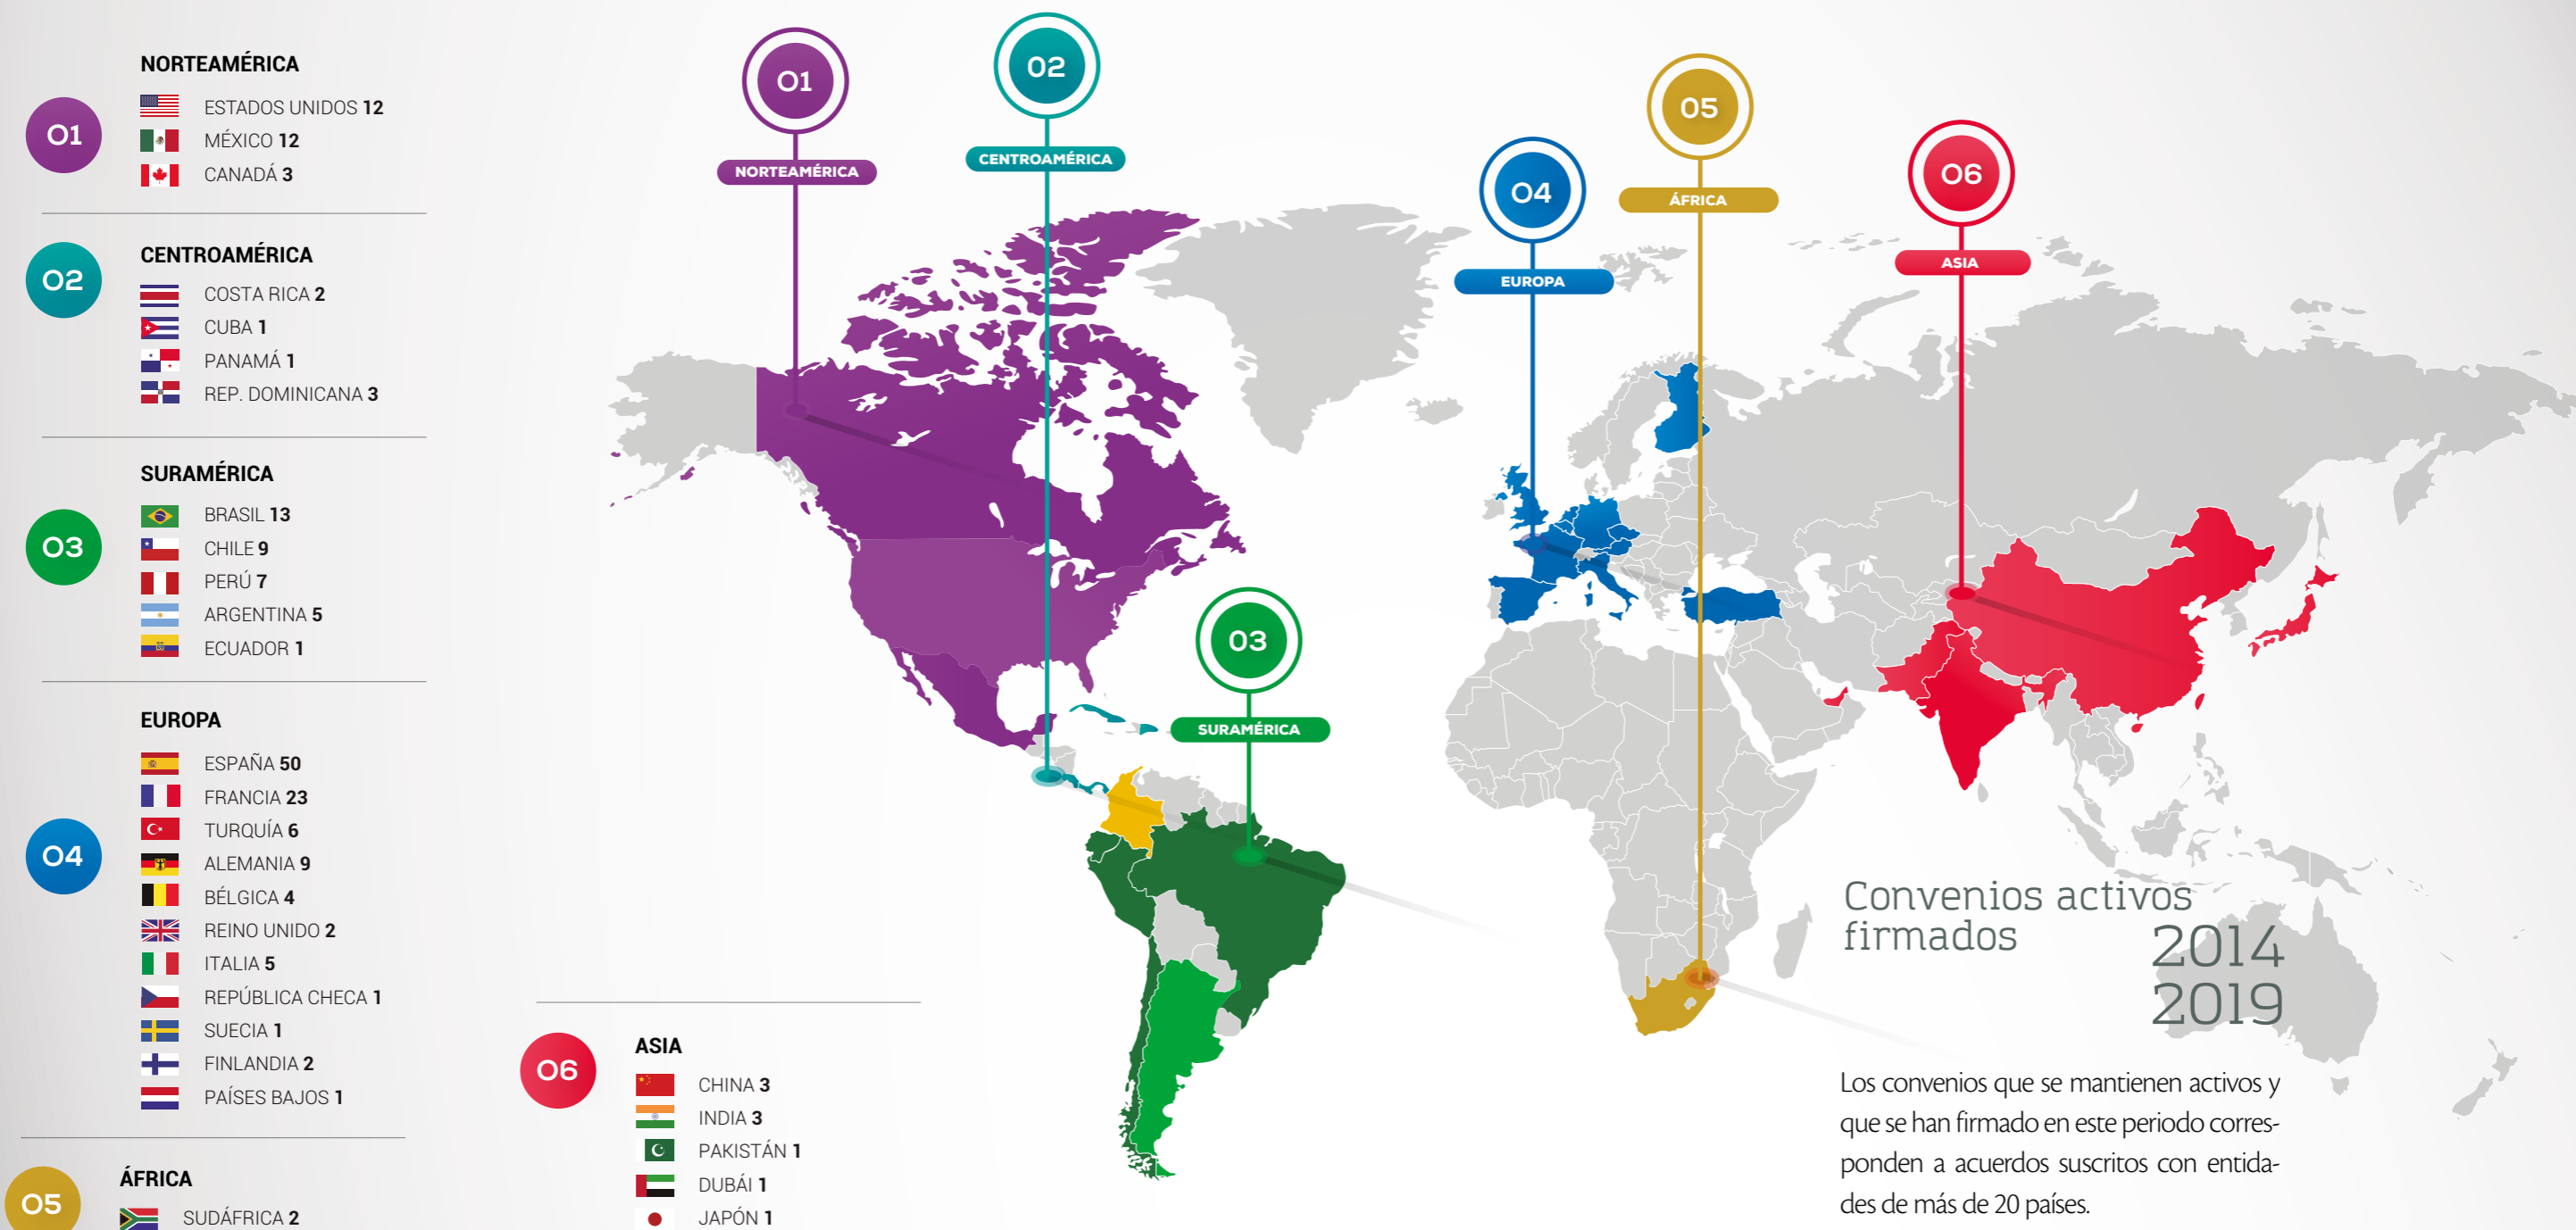 01
NORTEAMÉRICA
ESTADOS UNIDOS 12
MÉXICO 12
CANADÁ 3
02
CENTROAMÉRICA
COSTA RICA 2
CUBA 1
PANAMÁ 1
REP. DOMINICANA 3
03
SURAMÉRICA
BRASIL 13
CHILE 9
PERÚ 7
ARGENTINA 5
ECUADOR 1
04
EUROPA
ESPAÑA 50
FRANCIA 23
TURQUÍA 6
ALEMANIA 9
BÉLGICA 4
REINO UNIDO 2
ITALIA 5
REPÚBLICA CHECA 1
SUECIA 1
FINLANDIA 2
PAÍSES BAJOS 1
05
ÁFRICA
SUDÁFRICA 2
06
ASIA
CHINA 3
INDIA 3
PAKISTÁN 1
DUBÁI 1
JAPÓN 1
01
NORTEAMÉRICA
02
CENTROAMÉRICA
03
SURAMÉRICA
04
EUROPA
05
ÁFRICA
06
ASIA
Convenios activos
firmados
2014
2019
Los convenios que se mantienen activos y
que se han firmado en este periodo corres-
ponden a acuerdos suscritos con entida-
des de más de 20 países.